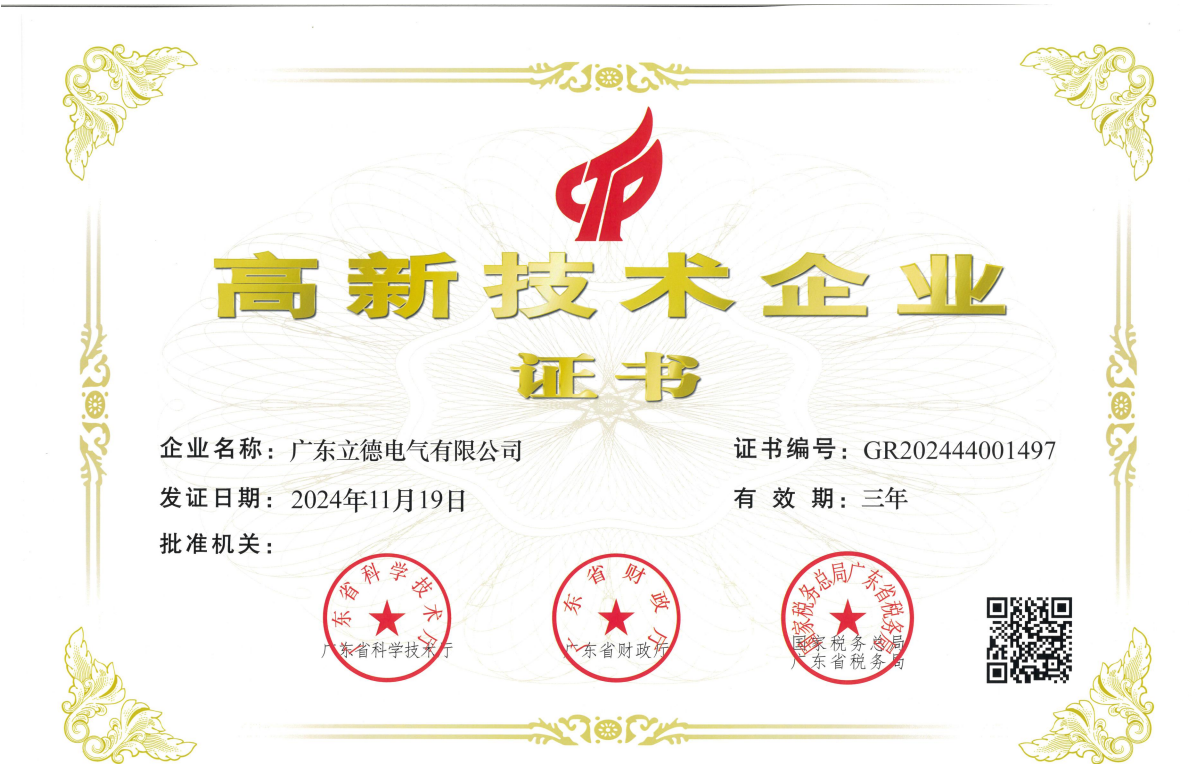 高新技术企业
证书
企业名称：广东立德电气有限公司
证书编号：GR202444001497
发证日期：2024年11月19日
有效期：三年
批准机关：
广东省科学技术厅
广东省科学技术厅
广东省财政厅
广东省财政厅
国家税务总局广东省税务局
国家税务总局
广东省税务局